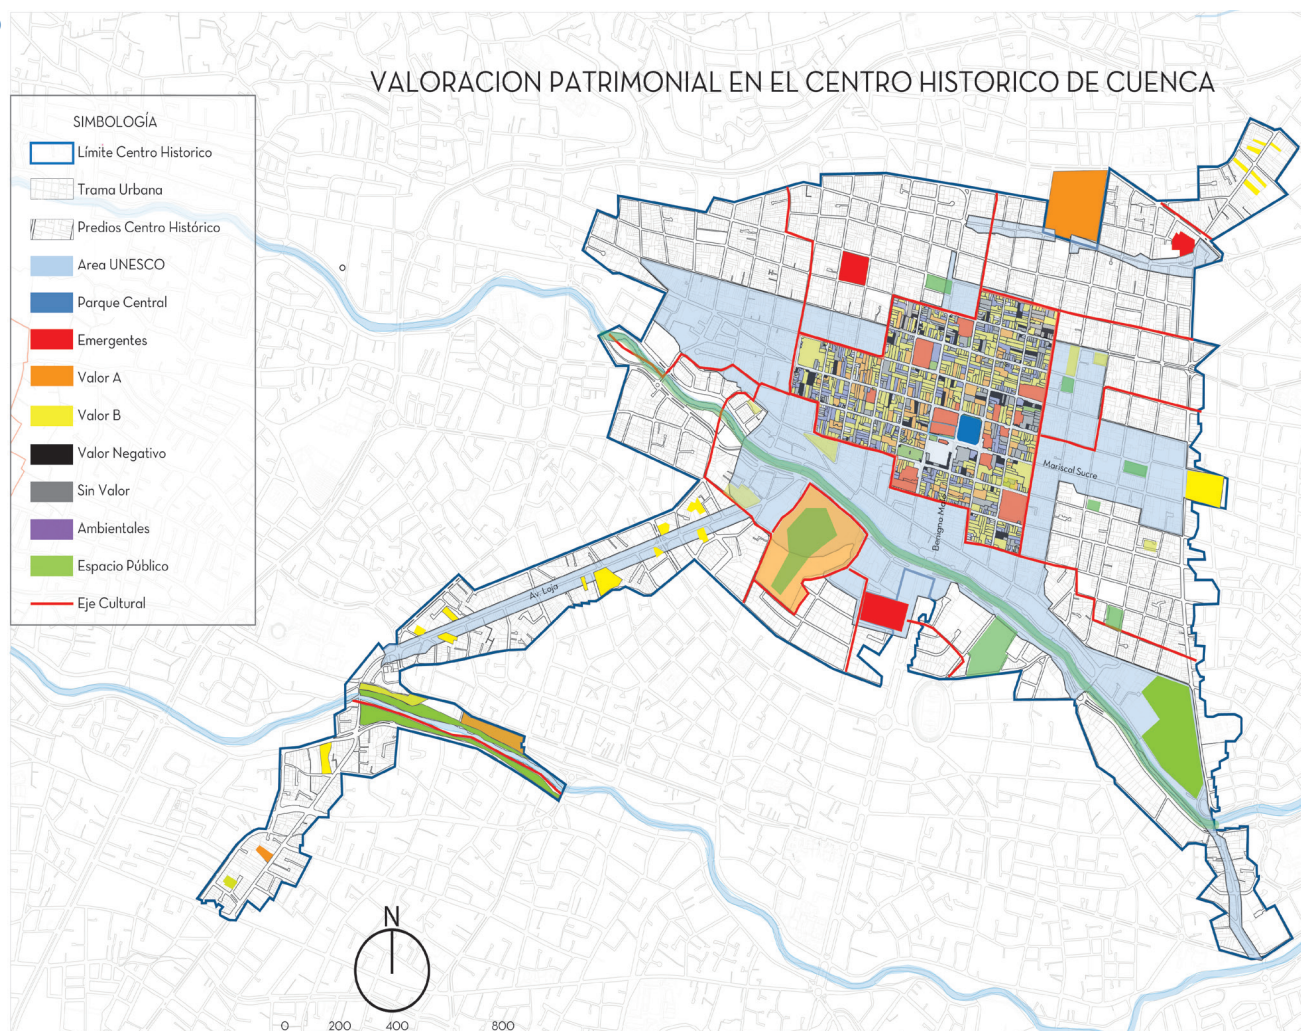 VALORACION PATRIMONIAL EN EL CENTRO HISTORICO DE CUENCA
SIMBOLOGÍA
Límite Centro Historico
Trama Urbana
Predios Centro Histórico
Area UNESCO
Parque Central
Emergentes
Valor A
Valor B
Valor Negativo
Sin Valor
Ambientales
Espacio Público
Eje Cultural
Mariscal Sucre
Benigno Malo
Av. Loja
N
0 200 400 800